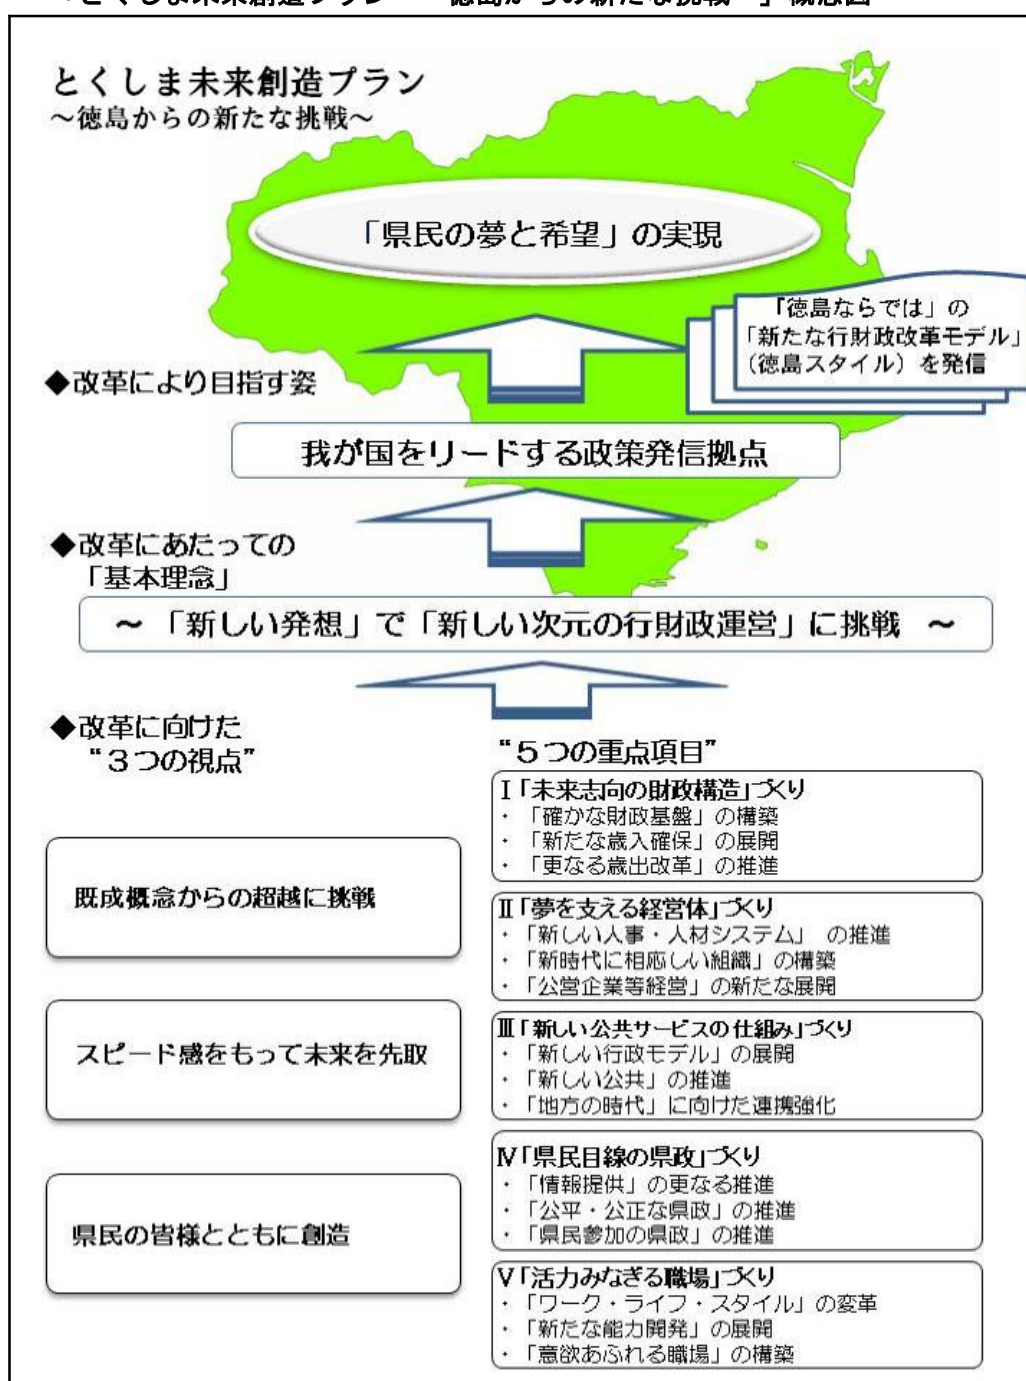 とくしま未来創造プラン
～徳島からの新たな挑戦～
「県民の夢と希望」の実現
「徳島ならでは」の
「新たな行財政改革モデル」
（徳島スタイル）を発信
◆改革により目指す姿
我が国をリードする政策発信拠点
◆改革にあたっての
「基本理念」
～「新しい発想」で「新しい次元の行財政運営」に挑戦 ～
◆改革に向けた
“３つの視点”
既成概念からの超越に挑戦
スピード感をもって未来を先取
県民の皆様とともに創造
“５つの重点項目”
Ⅰ「未来志向の財政構造」づくり
・「確かな財政基盤」の構築
・「新たな歳入確保」の展開
・「更なる歳出改革」の推進
Ⅱ「夢を支える経営体」づくり
・「新しい人事・人材システム」 の推進
・「新時代に相応しい組織」の構築
・「公営企業等経営」の新たな展開
Ⅲ「新しい公共サービスの仕組み」づくり
・「新しい行政モデル」の展開
・「新しい公共」の推進
・「地方の時代」に向けた連携強化
Ⅳ「県民目線の県政」づくり
・「情報提供」の更なる推進
・「公平・公正な県政」の推進
・「県民参加の県政」の推進
Ⅴ「活力みなぎる職場」づくり
・「ワーク・ライフ・スタイル」の変革
・「新たな能力開発」の展開
・「意欲あふれる職場」の構築